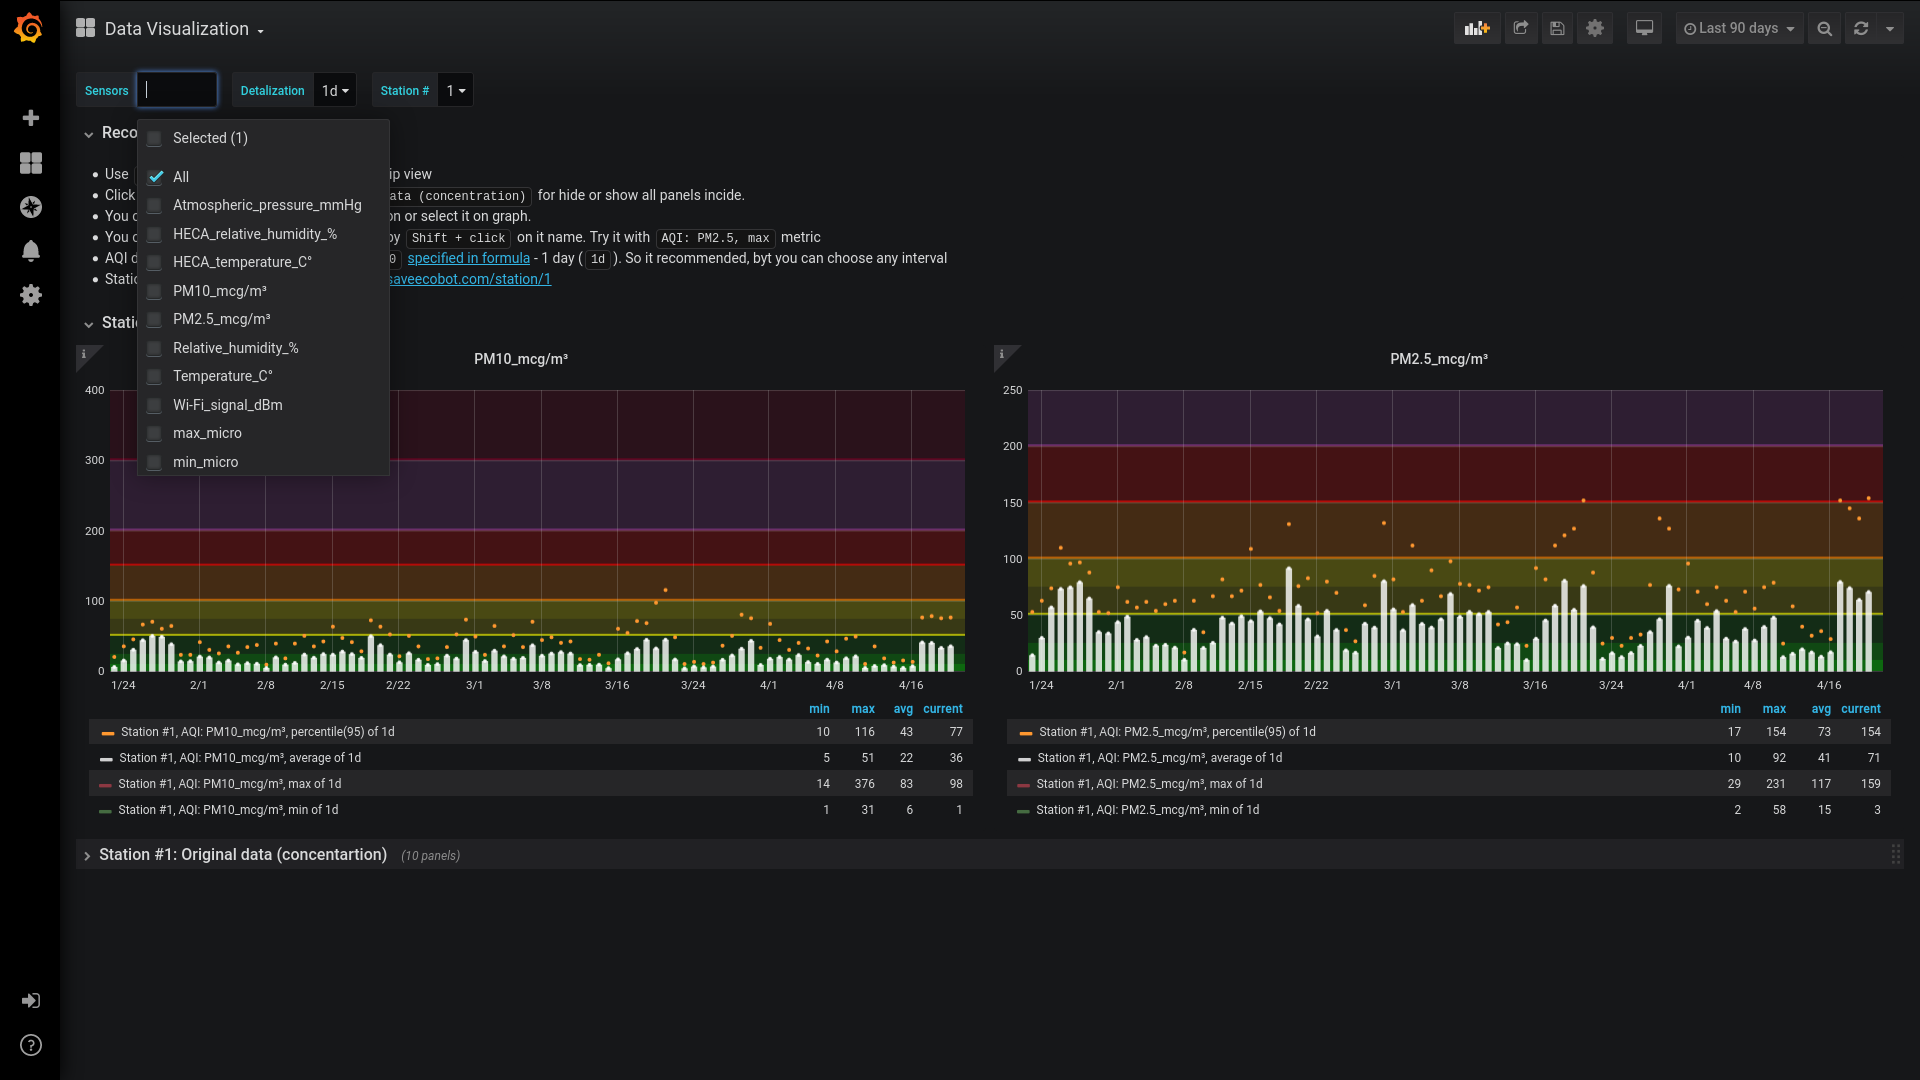 Data Visualization
Last 90 days
Sensors Detalization 1d Station # 1
Reco
Selected (1)
All
Atmospheric_pressure_mmHg
HECA_relative_humidity_%
HECA_temperature_C°
PM10_mcg/m³
PM2.5_mcg/m³
Relative_humidity_%
Temperature_C°
Wi-Fi_signal_dBm
max_micro
min_micro
Use ip view
Click ata (concentration) for hide or show all panels incide.
You on or select it on graph.
You by Shift + click on it name. Try it with AQI: PM2.5, max metric
AQI 0 specified in formula - 1 day ( 1d ). So it recommended, byt you can choose any interval
Static saveecobot.com/station/1
Stati
PM10_mcg/m³
400
300
200
100
0
1/24 2/1 2/8 2/15 2/22 3/1 3/8 3/16 3/24 4/1 4/8 4/16
min max avg current
Station #1, AQI: PM10_mcg/m³, percentile(95) of 1d 10 116 43 77
Station #1, AQI: PM10_mcg/m³, average of 1d 5 51 22 36
Station #1, AQI: PM10_mcg/m³, max of 1d 14 376 83 98
Station #1, AQI: PM10_mcg/m³, min of 1d 1 31 6 1
PM2.5_mcg/m³
250
200
150
100
50
0
1/24 2/1 2/8 2/15 2/22 3/1 3/8 3/16 3/24 4/1 4/8 4/16
min max avg current
Station #1, AQI: PM2.5_mcg/m³, percentile(95) of 1d 17 154 73 154
Station #1, AQI: PM2.5_mcg/m³, average of 1d 10 92 41 71
Station #1, AQI: PM2.5_mcg/m³, max of 1d 29 231 117 159
Station #1, AQI: PM2.5_mcg/m³, min of 1d 2 58 15 3
Station #1: Original data (concentartion) (10 panels)